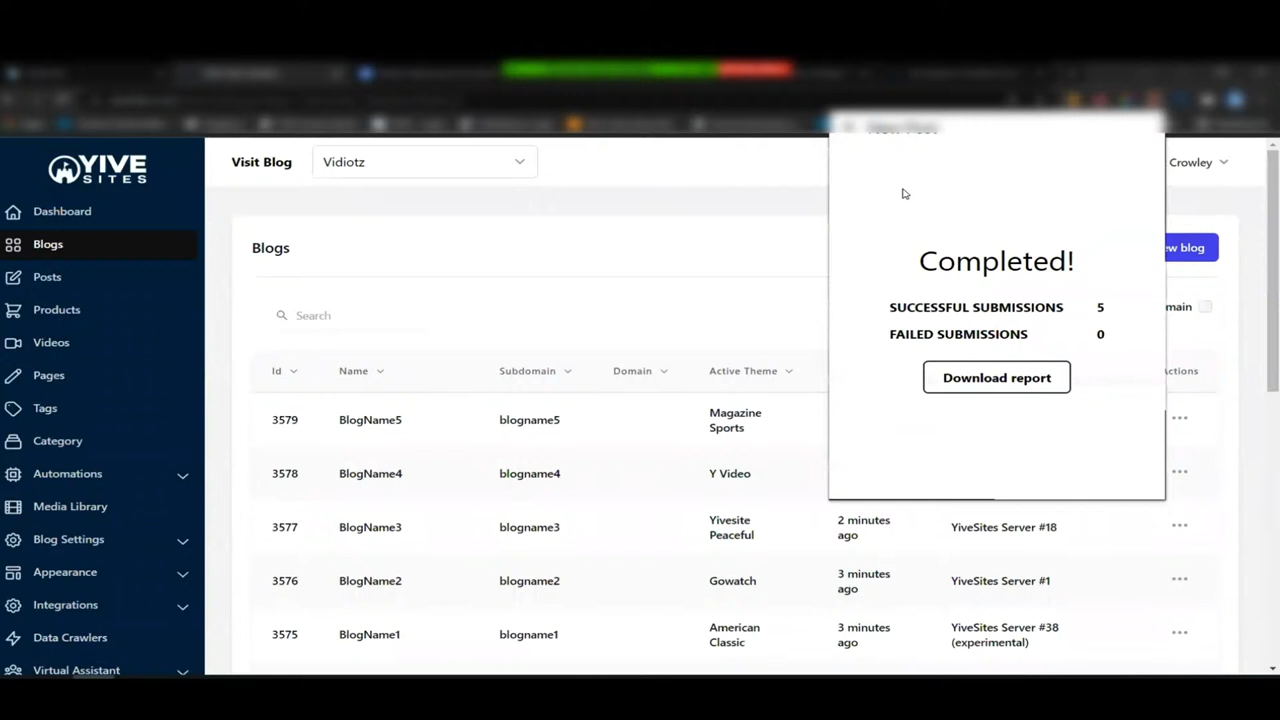 YIVE
SITES
Visit Blog
Vidiotz
Crowley
Dashboard
Blogs
Posts
Products
Videos
Pages
Tags
Category
Automations
Media Library
Blog Settings
Appearance
Integrations
Data Crawlers
Virtual Assistant
Blogs
ew blog
Search
main
Id Name Subdomain Domain Active Theme ctions
3579 BlogName5 blogname5 Magazine
Sports
3578 BlogName4 blogname4 Y Video
3577 BlogName3 blogname3 Yivesite
Peaceful 2 minutes
ago YiveSites Server #18
3576 BlogName2 blogname2 Gowatch 3 minutes
ago YiveSites Server #1
3575 BlogName1 blogname1 American
Classic 3 minutes
ago YiveSites Server #38
(experimental)
Completed!
SUCCESSFUL SUBMISSIONS 5
FAILED SUBMISSIONS 0
Download report